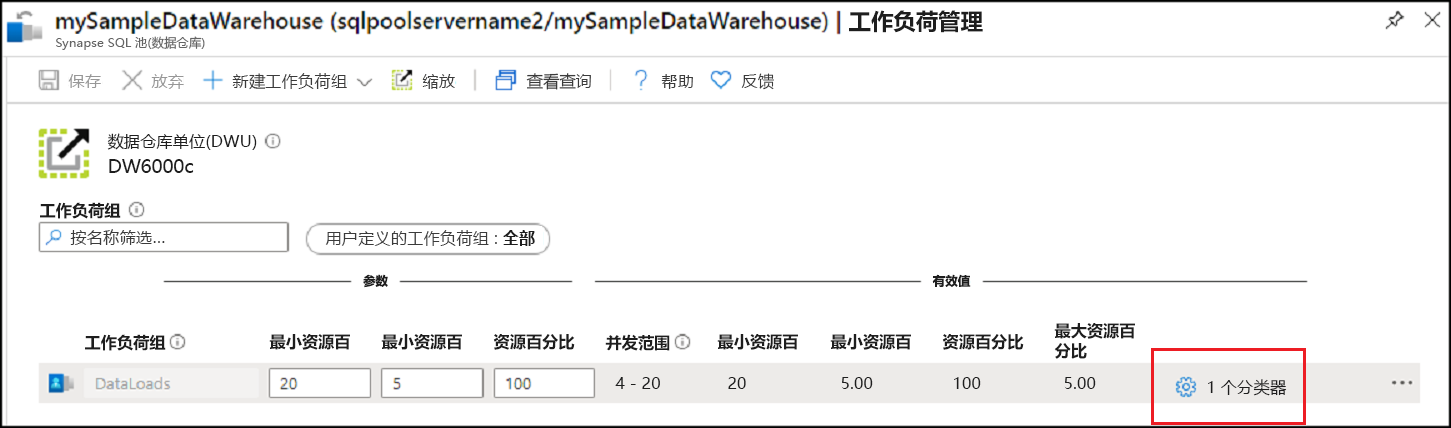 mySampleDataWarehouse (sqlpoolservername2/mySampleDataWarehouse) | 工作负荷管理
Synapse SQL 池(数据仓库)
保存 放弃 新建工作负荷组 缩放 查看查询 帮助 反馈
数据仓库单位(DWU)
DW6000c
工作负荷组
按名称筛选... 用户定义的工作负荷组 : 全部
参数 有效值
工作负荷组 最小资源百 最小资源百 资源百分比 并发范围 最小资源百 最小资源百 资源百分比 最大资源百
分比
DataLoads 20 5 100 4 - 20 20 5.00 100 5.00 1 个分类器